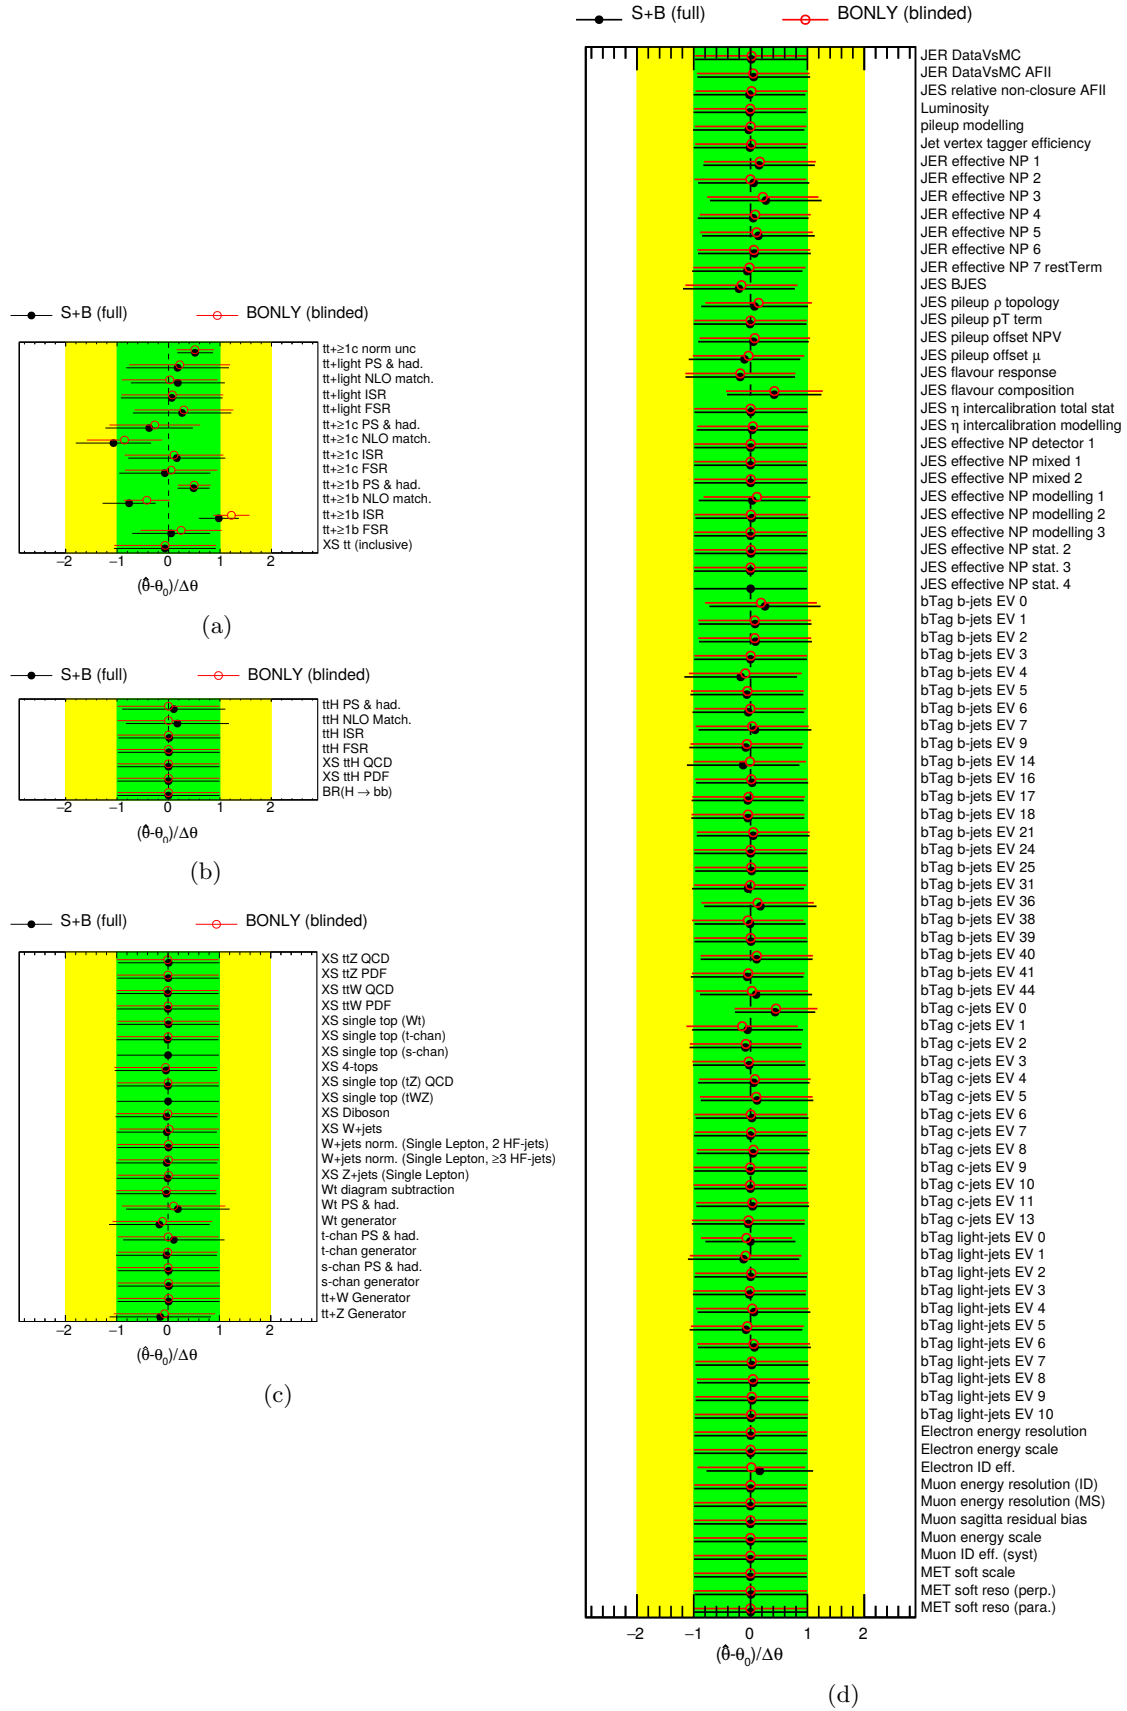 S+B (full) BONLY (blinded)
tt+≥1c norm unc
tt+light PS & had.
tt+light NLO match.
tt+light ISR
tt+light FSR
tt+≥1c PS & had.
tt+≥1c NLO match.
tt+≥1c ISR
tt+≥1c FSR
tt+≥1b PS & had.
tt+≥1b NLO match.
tt+≥1b ISR
tt+≥1b FSR
XS tt (inclusive)
−2 −1 0 1 2
(θ̂-θ₀)/Δθ
(a)
S+B (full) BONLY (blinded)
ttH PS & had.
ttH NLO Match.
ttH ISR
ttH FSR
XS ttH QCD
XS ttH PDF
BR(H → bb)
−2 −1 0 1 2
(θ̂-θ₀)/Δθ
(b)
S+B (full) BONLY (blinded)
XS ttZ QCD
XS ttZ PDF
XS ttW QCD
XS ttW PDF
XS single top (Wt)
XS single top (t-chan)
XS single top (s-chan)
XS 4-tops
XS single top (tZ) QCD
XS single top (tWZ)
XS Diboson
XS W+jets
W+jets norm. (Single Lepton, 2 HF-jets)
W+jets norm. (Single Lepton, ≥3 HF-jets)
XS Z+jets (Single Lepton)
Wt diagram subtraction
Wt PS & had.
Wt generator
t-chan PS & had.
t-chan generator
s-chan PS & had.
s-chan generator
tt+W Generator
tt+Z Generator
−2 −1 0 1 2
(θ̂-θ₀)/Δθ
(c)
S+B (full) BONLY (blinded)
JER DataVsMC
JER DataVsMC AFII
JES relative non-closure AFII
Luminosity
pileup modelling
Jet vertex tagger efficiency
JER effective NP 1
JER effective NP 2
JER effective NP 3
JER effective NP 4
JER effective NP 5
JER effective NP 6
JER effective NP 7 restTerm
JES BJES
JES pileup ρ topology
JES pileup pT term
JES pileup offset NPV
JES pileup offset μ
JES flavour response
JES flavour composition
JES η intercalibration total stat
JES η intercalibration modelling
JES effective NP detector 1
JES effective NP mixed 1
JES effective NP mixed 2
JES effective NP modelling 1
JES effective NP modelling 2
JES effective NP modelling 3
JES effective NP stat. 2
JES effective NP stat. 3
JES effective NP stat. 4
bTag b-jets EV 0
bTag b-jets EV 1
bTag b-jets EV 2
bTag b-jets EV 3
bTag b-jets EV 4
bTag b-jets EV 5
bTag b-jets EV 6
bTag b-jets EV 7
bTag b-jets EV 9
bTag b-jets EV 14
bTag b-jets EV 16
bTag b-jets EV 17
bTag b-jets EV 18
bTag b-jets EV 21
bTag b-jets EV 24
bTag b-jets EV 25
bTag b-jets EV 31
bTag b-jets EV 36
bTag b-jets EV 38
bTag b-jets EV 39
bTag b-jets EV 40
bTag b-jets EV 41
bTag b-jets EV 44
bTag c-jets EV 0
bTag c-jets EV 1
bTag c-jets EV 2
bTag c-jets EV 3
bTag c-jets EV 4
bTag c-jets EV 5
bTag c-jets EV 6
bTag c-jets EV 7
bTag c-jets EV 8
bTag c-jets EV 9
bTag c-jets EV 10
bTag c-jets EV 11
bTag c-jets EV 13
bTag light-jets EV 0
bTag light-jets EV 1
bTag light-jets EV 2
bTag light-jets EV 3
bTag light-jets EV 4
bTag light-jets EV 5
bTag light-jets EV 6
bTag light-jets EV 7
bTag light-jets EV 8
bTag light-jets EV 9
bTag light-jets EV 10
Electron energy resolution
Electron energy scale
Electron ID eff.
Muon energy resolution (ID)
Muon energy resolution (MS)
Muon sagitta residual bias
Muon energy scale
Muon ID eff. (syst)
MET soft scale
MET soft reso (perp.)
MET soft reso (para.)
−2 −1 0 1 2
(θ̂-θ₀)/Δθ
(d)